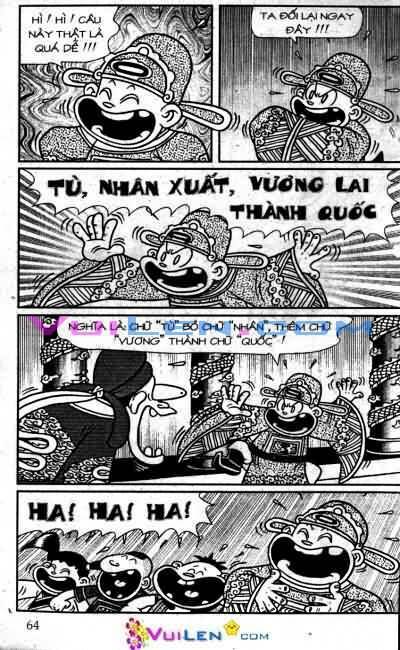 HÌ! HÌ! CÂU
NÀY THẬT LÀ
QUÁ DỄ!!!
TA ĐỐI LẠI NGAY
ĐÂY!!!
TÙ, NHÂN XUẤT, VƯƠNG LAI
THÀNH QUỐC
NGHĨA LÀ: CHỮ "TÙ" BỎ CHỮ "NHÂN", THÊM CHỮ
"VƯƠNG" THÀNH CHỮ "QUỐC"!
VuiLen.com
HA! HA! HA!
64
VuiLen.com